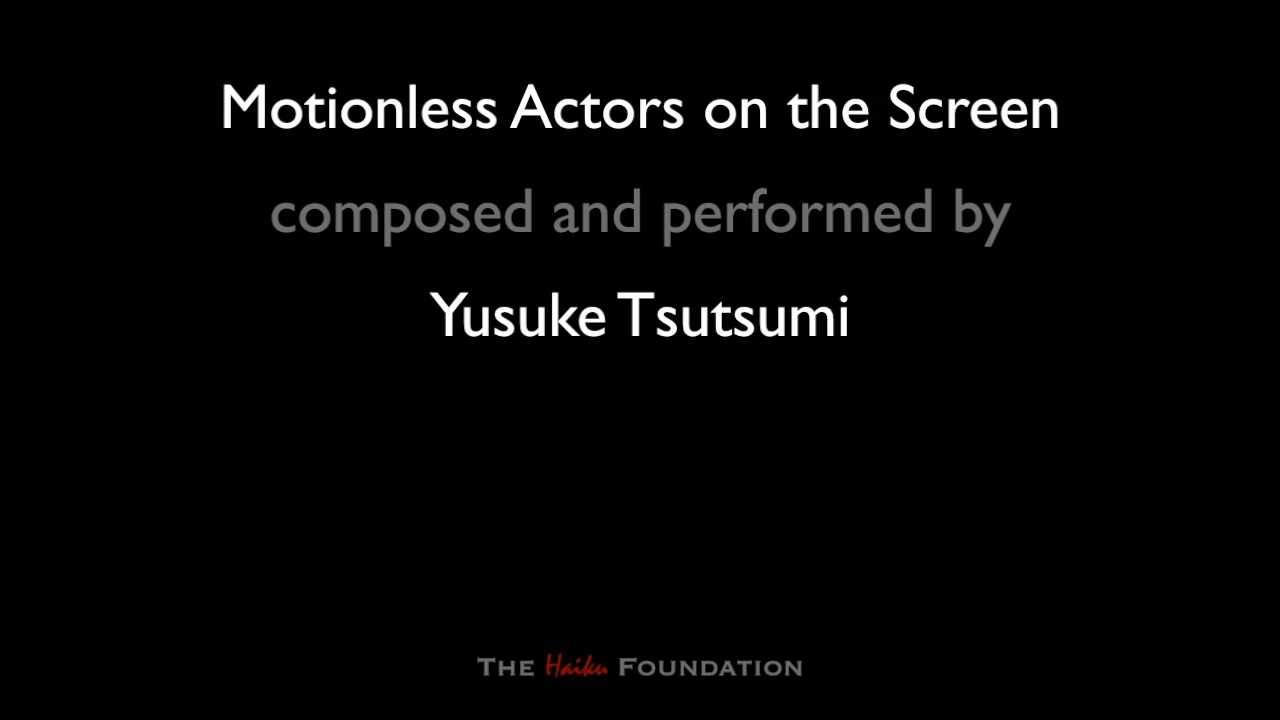 Motionless Actors on the Screen
composed and performed by
Yusuke Tsutsumi
THE Haiku FOUNDATION